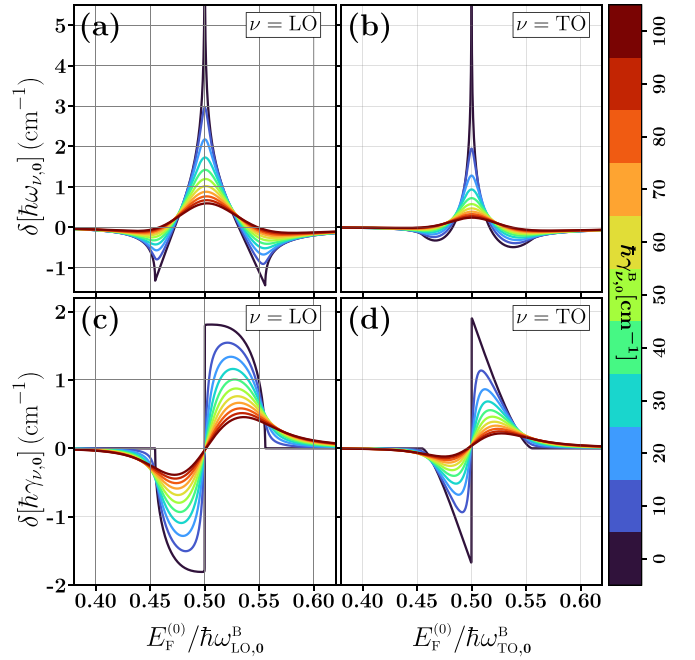 (a)
ν = LO
(b)
ν = TO
5
4
3
2
1
0
-1
δ[ℏω_{ν,0}] (cm⁻¹)
(c)
ν = LO
(d)
ν = TO
2
1
0
-1
-2
δ[ℏγ_{ν,0}] (cm⁻¹)
0.40 0.45 0.50 0.55 0.60
0.40 0.45 0.50 0.55 0.60
E_F^{(0)}/ℏω_{LO,0}^B
E_F^{(0)}/ℏω_{TO,0}^B
100
90
80
70
60
50
40
30
20
10
0
ℏγ_{ν,0}^B [cm⁻¹]